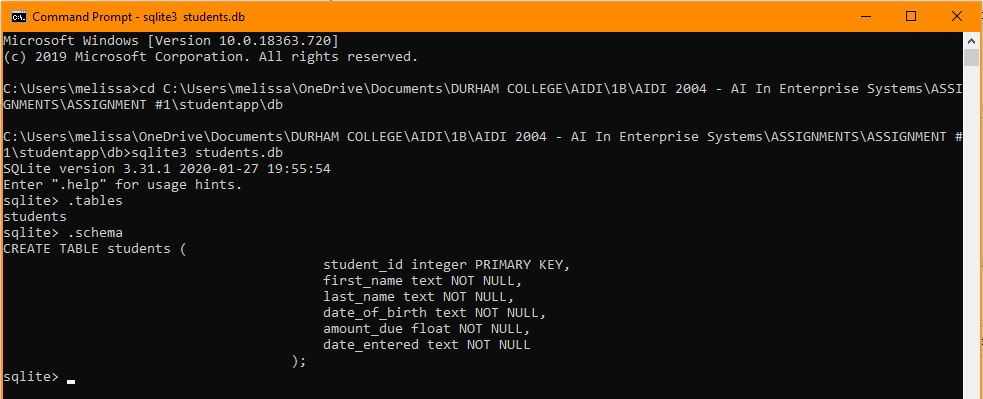 Command Prompt - sqlite3 students.db
Microsoft Windows [Version 10.0.18363.720]
(c) 2019 Microsoft Corporation. All rights reserved.
C:\Users\melissa>cd C:\Users\melissa\OneDrive\Documents\DURHAM COLLEGE\AIDI\1B\AIDI 2004 - AI In Enterprise Systems\ASSI
GNMENTS\ASSIGNMENT #1\studentapp\db
C:\Users\melissa\OneDrive\Documents\DURHAM COLLEGE\AIDI\1B\AIDI 2004 - AI In Enterprise Systems\ASSIGNMENTS\ASSIGNMENT #
1\studentapp\db>sqlite3 students.db
SQLite version 3.31.1 2020-01-27 19:55:54
Enter ".help" for usage hints.
sqlite> .tables
students
sqlite> .schema
CREATE TABLE students (
student_id integer PRIMARY KEY,
first_name text NOT NULL,
last_name text NOT NULL,
date_of_birth text NOT NULL,
amount_due float NOT NULL,
date_entered text NOT NULL
);
sqlite>